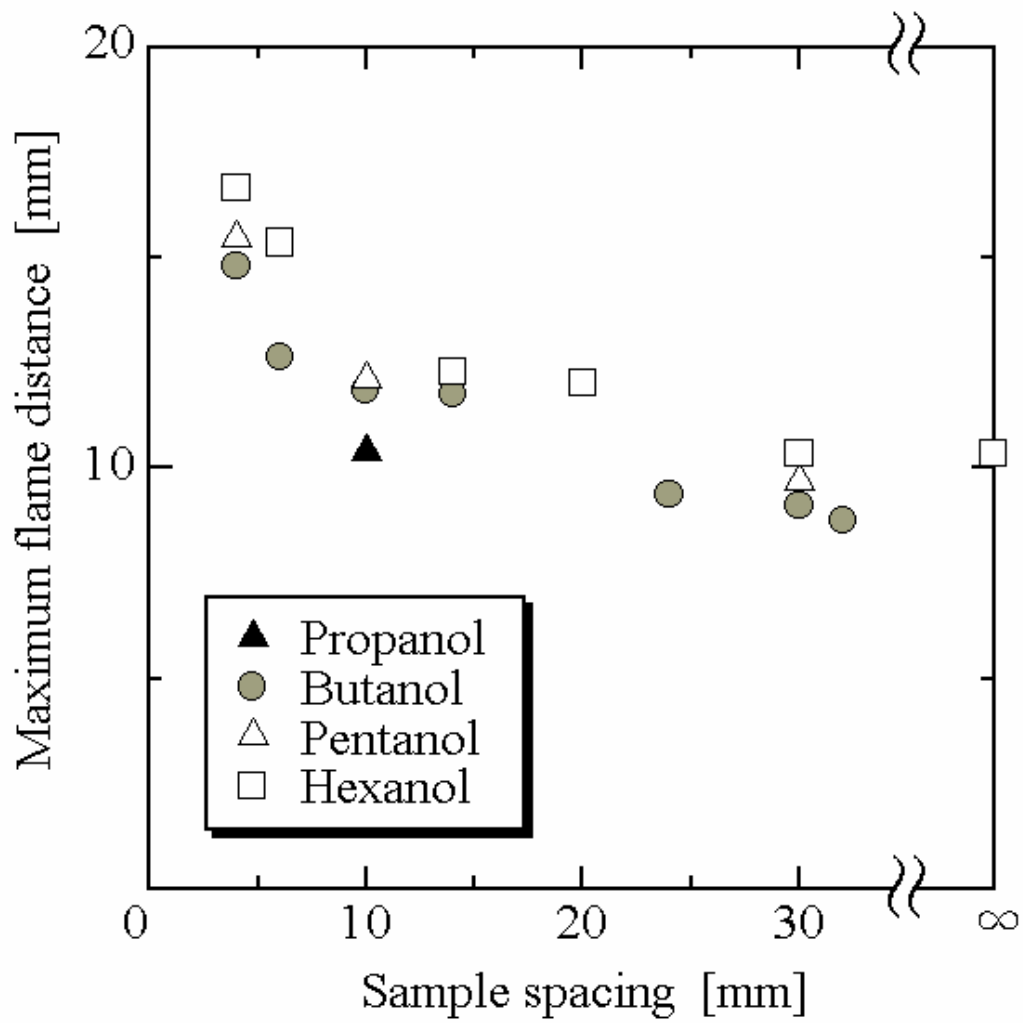 20
10
Maximum flame distance [mm]
Propanol
Butanol
Pentanol
Hexanol
0 10 20 30 ∞
Sample spacing [mm]